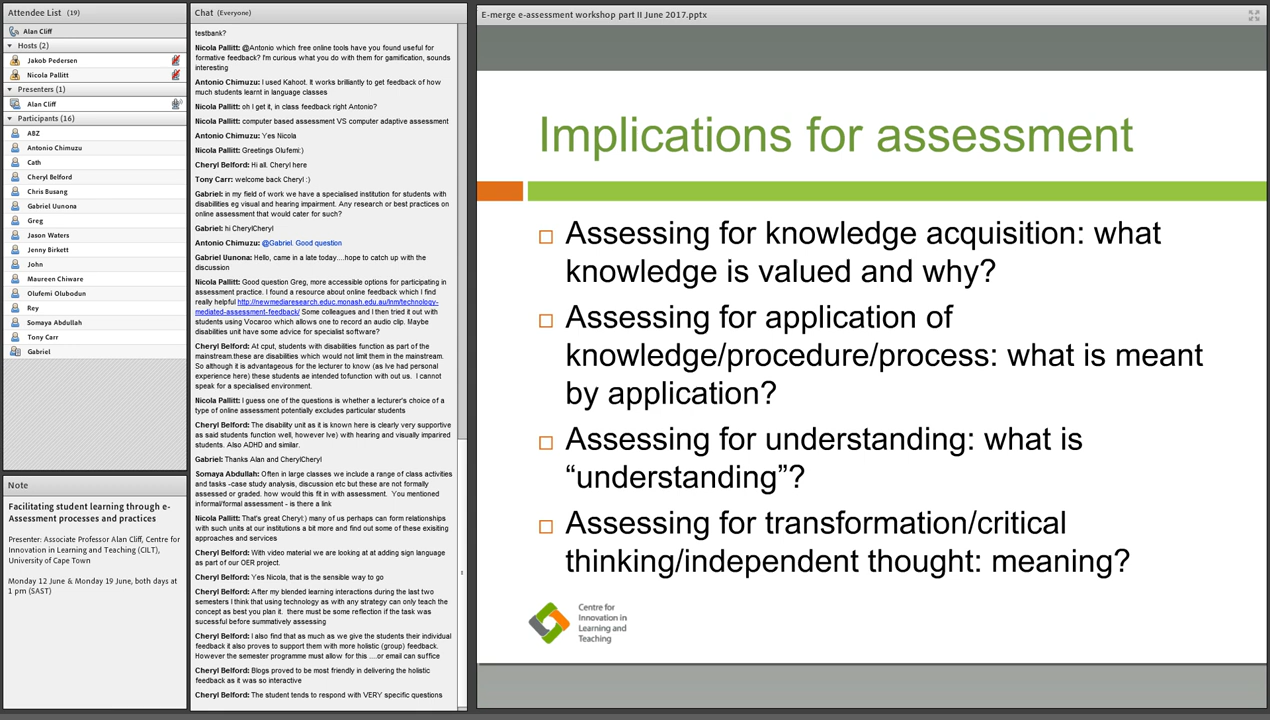 Attendee List (19)
Alan Cliff
Hosts (2)
Jakob Pedersen
Nicola Pallitt
Presenters (1)
Alan Cliff
Participants (16)
ABZ
Antonio Chimuzu
Cath
Cheryl Belford
Chris Busang
Gabriel Uunona
Greg
Jason Waters
Jenny Birkett
John
Maureen Chiware
Olufemi Olubodun
Rey
Somaya Abdullah
Tony Carr
Gabriel
Note
Facilitating student learning through e-
Assessment processes and practices
Presenter: Associate Professor Alan Cliff, Centre for
Innovation in Learning and Teaching (CILT),
University of Cape Town
Monday 12 June & Monday 19 June, both days at
1 pm (SAST)
Chat (Everyone)
testbank?
Nicola Pallitt: @Antonio which free online tools have you found useful for
formative feedback? I'm curious what you do with them for gamification, sounds
interesting
Antonio Chimuzu: I used Kahoot. It works brilliantly to get feedback of how
much students learnt in language classes
Nicola Pallitt: oh I get it, in class feedback right Antonio?
Nicola Pallitt: computer based assessment VS computer adaptive assessment
Antonio Chimuzu: Yes Nicola
Nicola Pallitt: Greetings Olufemi:)
Cheryl Belford: Hi all. Cheryl here
Tony Carr: welcome back Cheryl :)
Gabriel: in my field of work we have a specialised institution for students with
disabilities eg visual and hearing impairment. Any research or best practices on
online assessment that would cater for such?
Gabriel: hi CherylCheryl
Antonio Chimuzu: @Gabriel. Good question
Gabriel Uunona: Hello, came in a late today....hope to catch up with the
discussion
Nicola Pallitt: Good question Greg, more accessible options for participating in
assessment practice. I found a resource about online feedback which I find
really helpful http://newmediaresearch.educ.monash.edu.au/lnm/technology-
mediated-assessment-feedback/ Some colleagues and I then tried it out with
students using Vocaroo which allows one to record an audio clip. Maybe
disabilities unit have some advice for specialist software?
Cheryl Belford: At cput, students with disabilities function as part of the
mainstream.these are disabilities which would not limit them in the mainstream.
So although it is advantageous for the lecturer to know (as Ive had personal
experience here) these students ae intended tofunction with out us.  I cannot
speak for a specialised environment.
Nicola Pallitt: I guess one of the questions is whether a lecturer's choice of a
type of online assessment potentially excludes particular students
Cheryl Belford: The disability unit as it is known here is clearly very supportive
as said students function well, however Ive) with hearing and visually impairired
students. Also ADHD and similar.
Gabriel: Thanks Alan and CherylCheryl
Somaya Abdullah: Often in large classes we include a range of class activities
and tasks -case study analysis, discussion etc but these are not formally
assessed or graded. how would this fit in with assessment.  You mentioned
informal/formal assessment - is there a link
Nicola Pallitt: That's great Cheryl:) many of us perhaps can form relationships
with such units at our institutions a bit more and find out some of these exisiting
approaches and services
Cheryl Belford: With video material we are looking at at adding sign language
as part of our OER project.
Cheryl Belford: Yes Nicola, that is the sensible way to go
Cheryl Belford: After my blended learning interactions during the last two
semesters I think that using technology as with any strategy can only teach the
concept as best you plan it.  there must be some reflection if the task was
sucessful before summatively assessing
Cheryl Belford: I also find that as much as we give the students their individual
feedback it also proves to support them with more holistic (group) feedback.
However the semester programme must allow for this ....or email can suffice
Cheryl Belford: Blogs proved to be most friendly in delivering the holistic
feedback as it was so interactive
Cheryl Belford: The student tends to respond with VERY specific questions
E-merge e-assessment workshop part II June 2017.pptx
Implications for assessment
Assessing for knowledge acquisition: what
knowledge is valued and why?
Assessing for application of
knowledge/procedure/process: what is meant
by application?
Assessing for understanding: what is
“understanding”?
Assessing for transformation/critical
thinking/independent thought: meaning?
Centre for
Innovation in
Learning and
Teaching